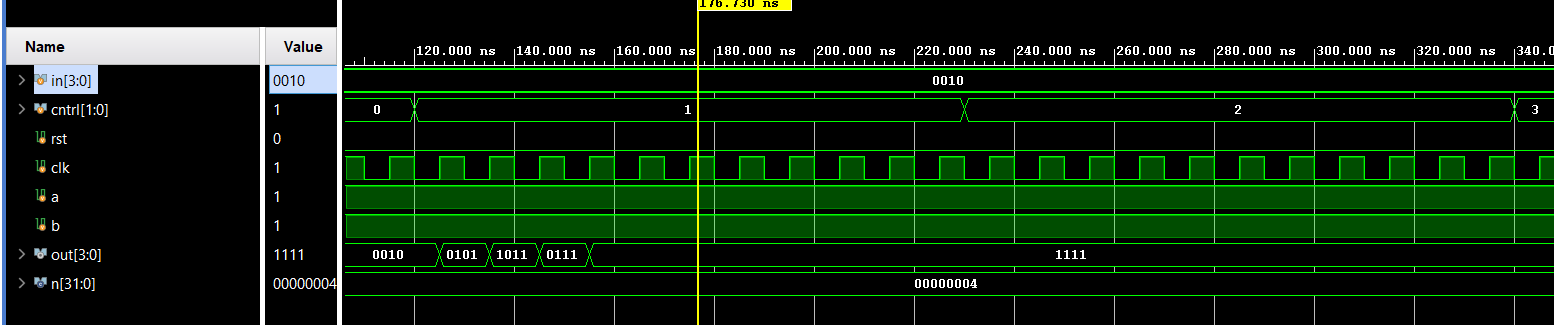 176.730 ns
Name Value
120.000 ns 140.000 ns 160.000 ns 180.000 ns 200.000 ns 220.000 ns 240.000 ns 260.000 ns 280.000 ns 300.000 ns 320.000 ns 340.0
in[3:0] 0010 0010
cntrl[1:0] 1 0 1 2 3
rst 0
clk 1
a 1
b 1
out[3:0] 1111 0010 0101 1011 0111 1111
n[31:0] 00000004 00000004